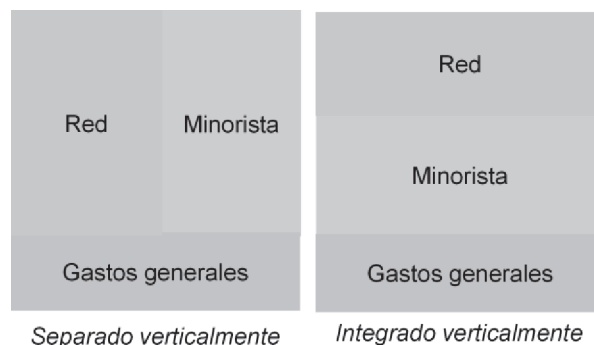 Red
Minorista
Gastos generales
Separado verticalmente
Red
Minorista
Gastos generales
Integrado verticalmente